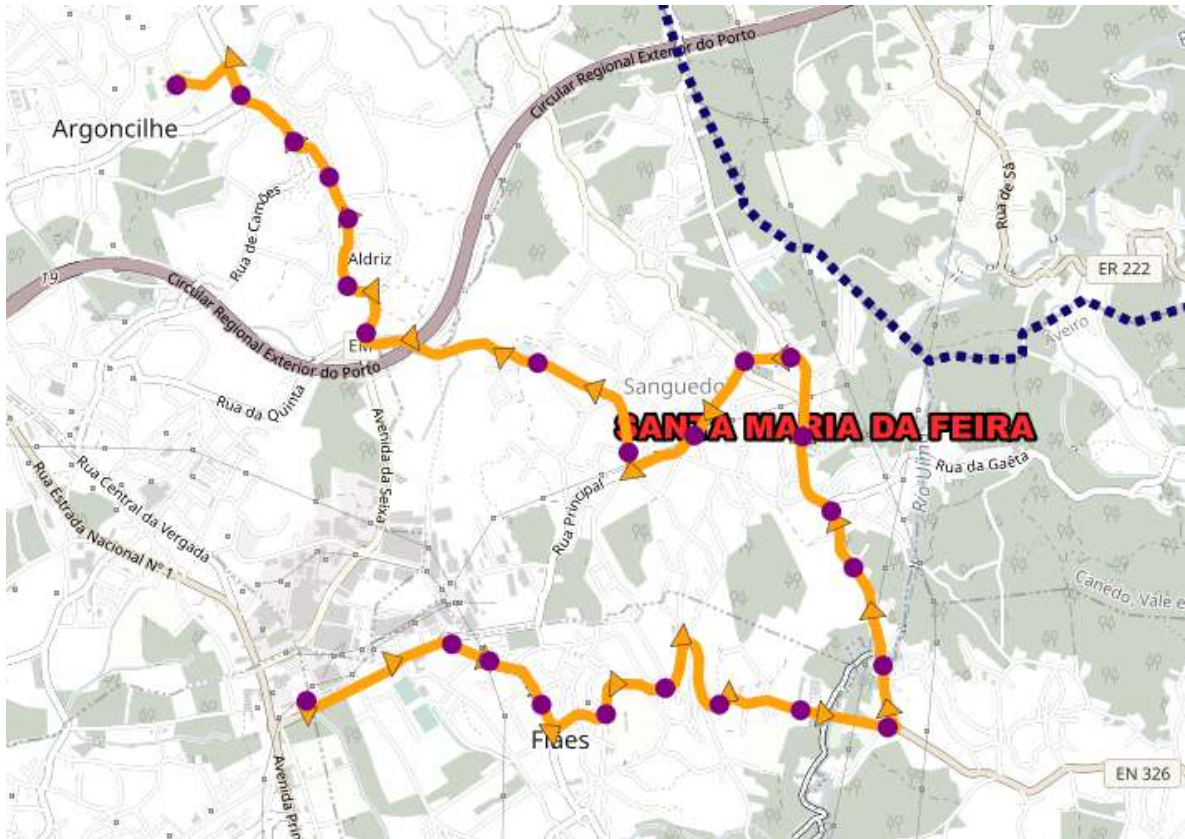 Circular Regional Exterior do Porto
Argoncilhe
Rua de Sá
Rua de Camões
Aldriz
ER 222
19
Circular Regional Exterior do Porto
Aveiro
EM
Sanguedo
Rua da Quinta
SANTA MARIA DA FEIRA
Avenida da Seixa
Rua da Gaêta
Rua Central da Vergada
Rua Principal
Rio Uíma
Rua Estrada Nacional Nº 1
Canedo, Vale e
Fiães
Avenida Prin
EN 326